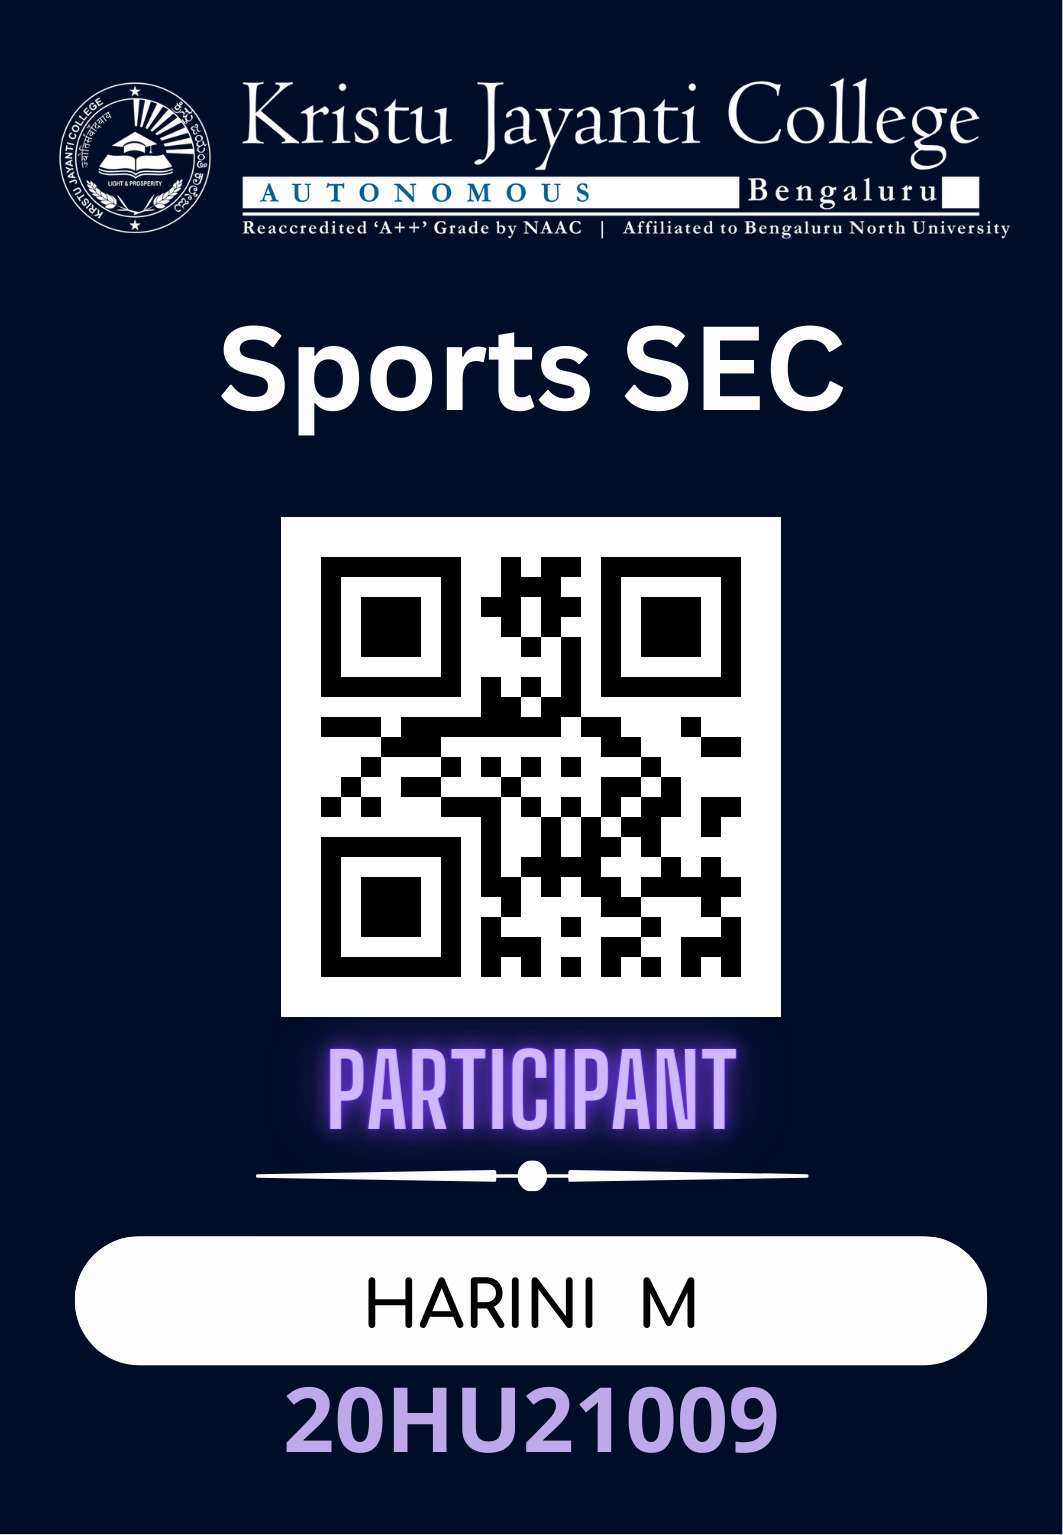 KRISTU JAYANTI COLLEGE
ज्योतिसंवाद्याय
ಕ್ರಿಸ್ತು ಜಯಂತಿ ಕಾಲೇಜು
LIGHT & PROSPERITY
Kristu Jayanti College
AUTONOMOUS Bengaluru
Reaccredited ‘A++’ Grade by NAAC | Affiliated to Bengaluru North University
Sports SEC
PARTICIPANT
HARINI M
20HU21009